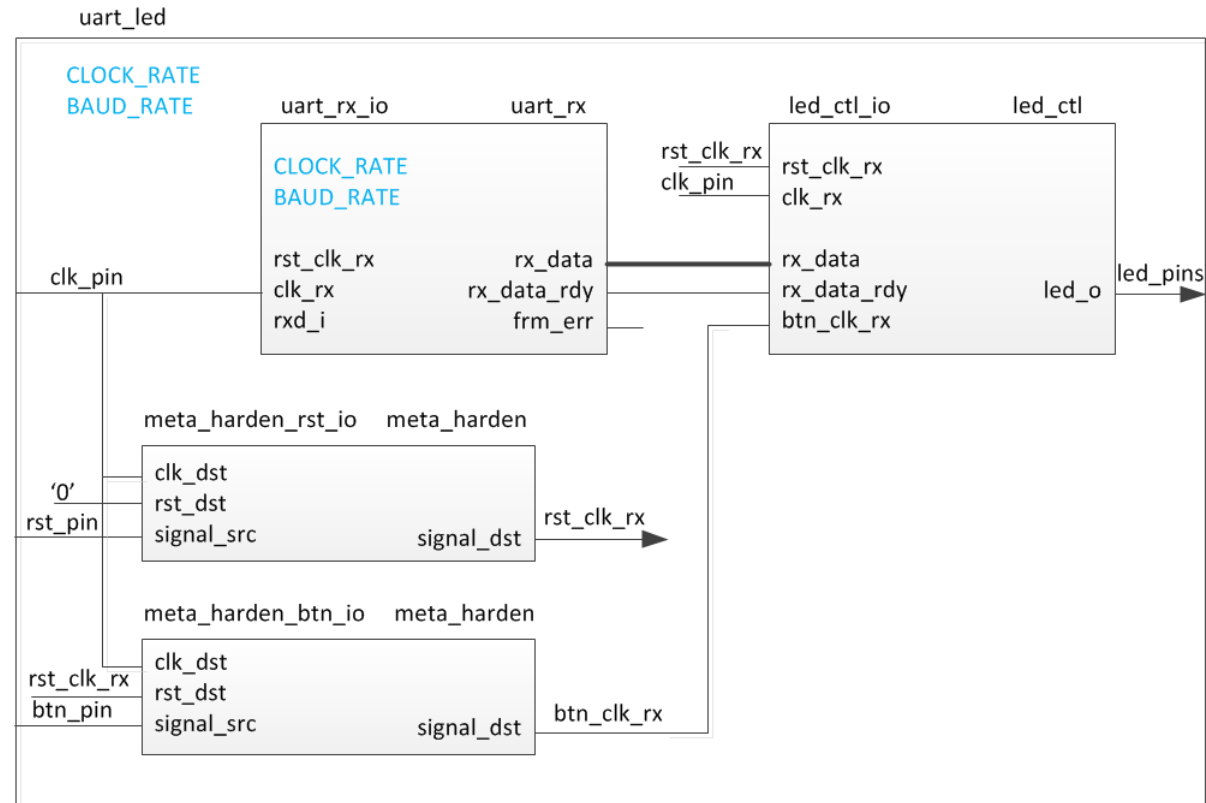 uart_led
CLOCK_RATE
BAUD_RATE
uart_rx_io uart_rx
CLOCK_RATE
BAUD_RATE
rst_clk_rx
clk_rx
rxd_i
rx_data
rx_data_rdy
frm_err
clk_pin
led_ctl_io led_ctl
rst_clk_rx
clk_pin
rst_clk_rx
clk_rx
rx_data
rx_data_rdy
btn_clk_rx
led_o
led_pins
meta_harden_rst_io meta_harden
clk_dst
rst_dst
signal_src
signal_dst
‘0’
rst_pin
rst_clk_rx
meta_harden_btn_io meta_harden
clk_dst
rst_dst
signal_src
signal_dst
rst_clk_rx
btn_pin
btn_clk_rx